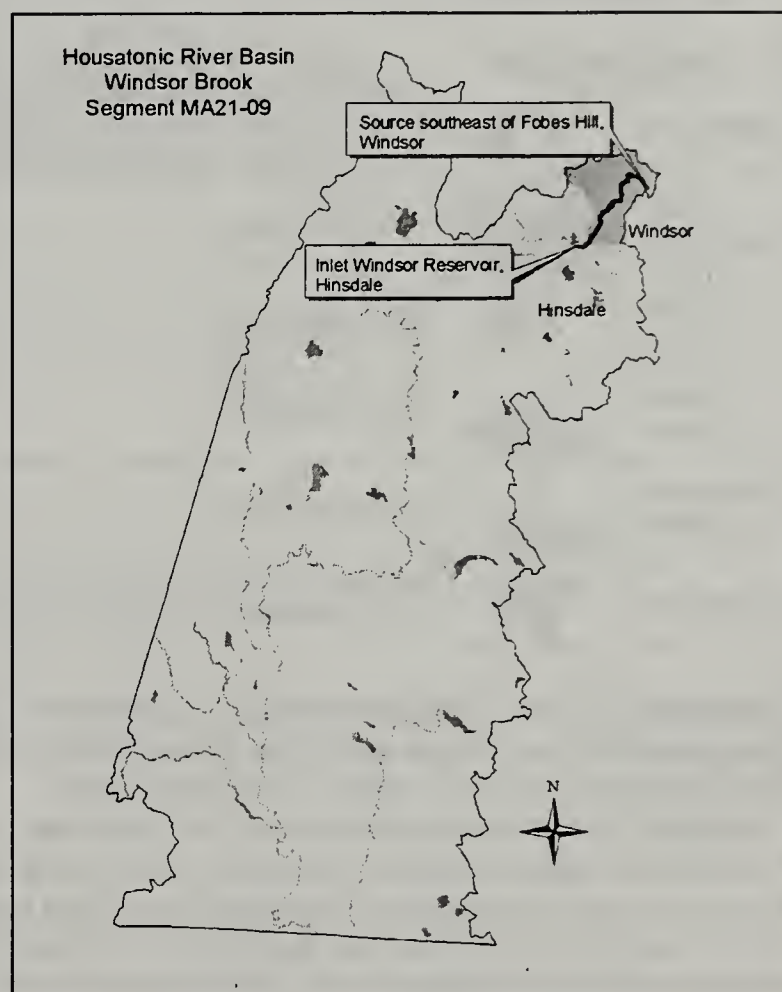 Housatonic River Basin
Windsor Brook
Segment MA21-09
Source southeast of Fobes Hill,
Windsor
Windsor
Inlet Windsor Reservoir,
Hinsdale
Hinsdale
N